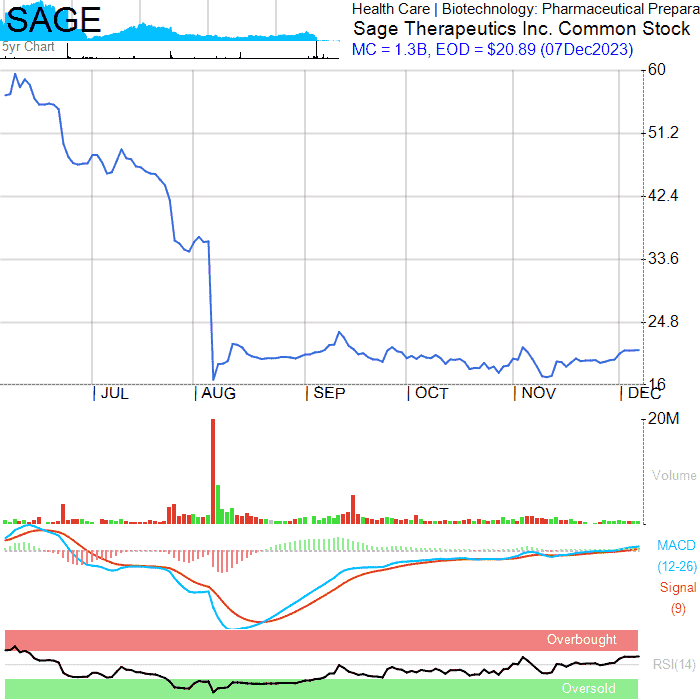 SAGE
5yr Chart
Health Care | Biotechnology: Pharmaceutical Prepara
Sage Therapeutics Inc. Common Stock
MC = 1.3B, EOD = $20.89 (07Dec2023)
60
51.2
42.4
33.6
24.8
16
JUL
AUG
SEP
OCT
NOV
DEC
20M
Volume
MACD
(12-26)
Signal
(9)
Overbought
RSI(14)
Oversold